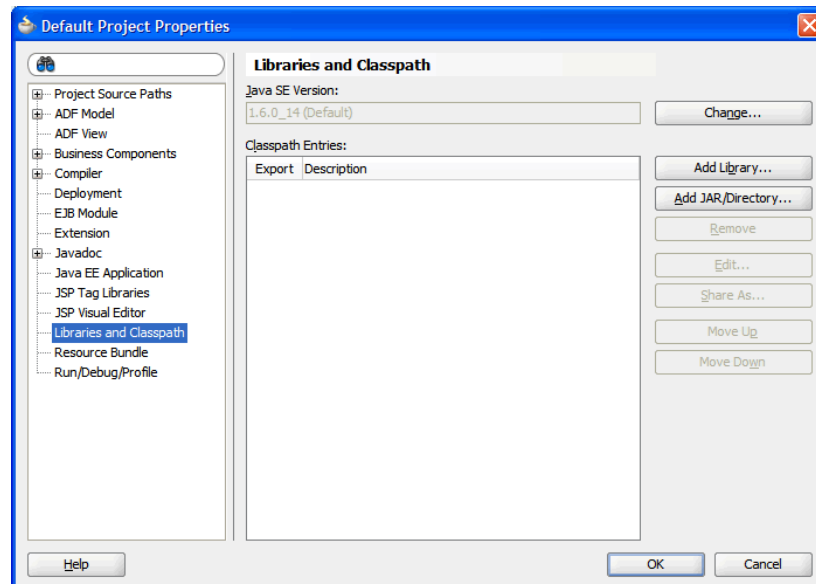 Default Project Properties
Project Source Paths
ADF Model
ADF View
Business Components
Compiler
Deployment
EJB Module
Extension
Javadoc
Java EE Application
JSP Tag Libraries
JSP Visual Editor
Libraries and Classpath
Resource Bundle
Run/Debug/Profile
Libraries and Classpath
Java SE Version:
1.6.0_14 (Default)
Change...
Classpath Entries:
Export Description
Add Library...
Add JAR/Directory...
Remove
Edit...
Share As...
Move Up
Move Down
Help
OK
Cancel